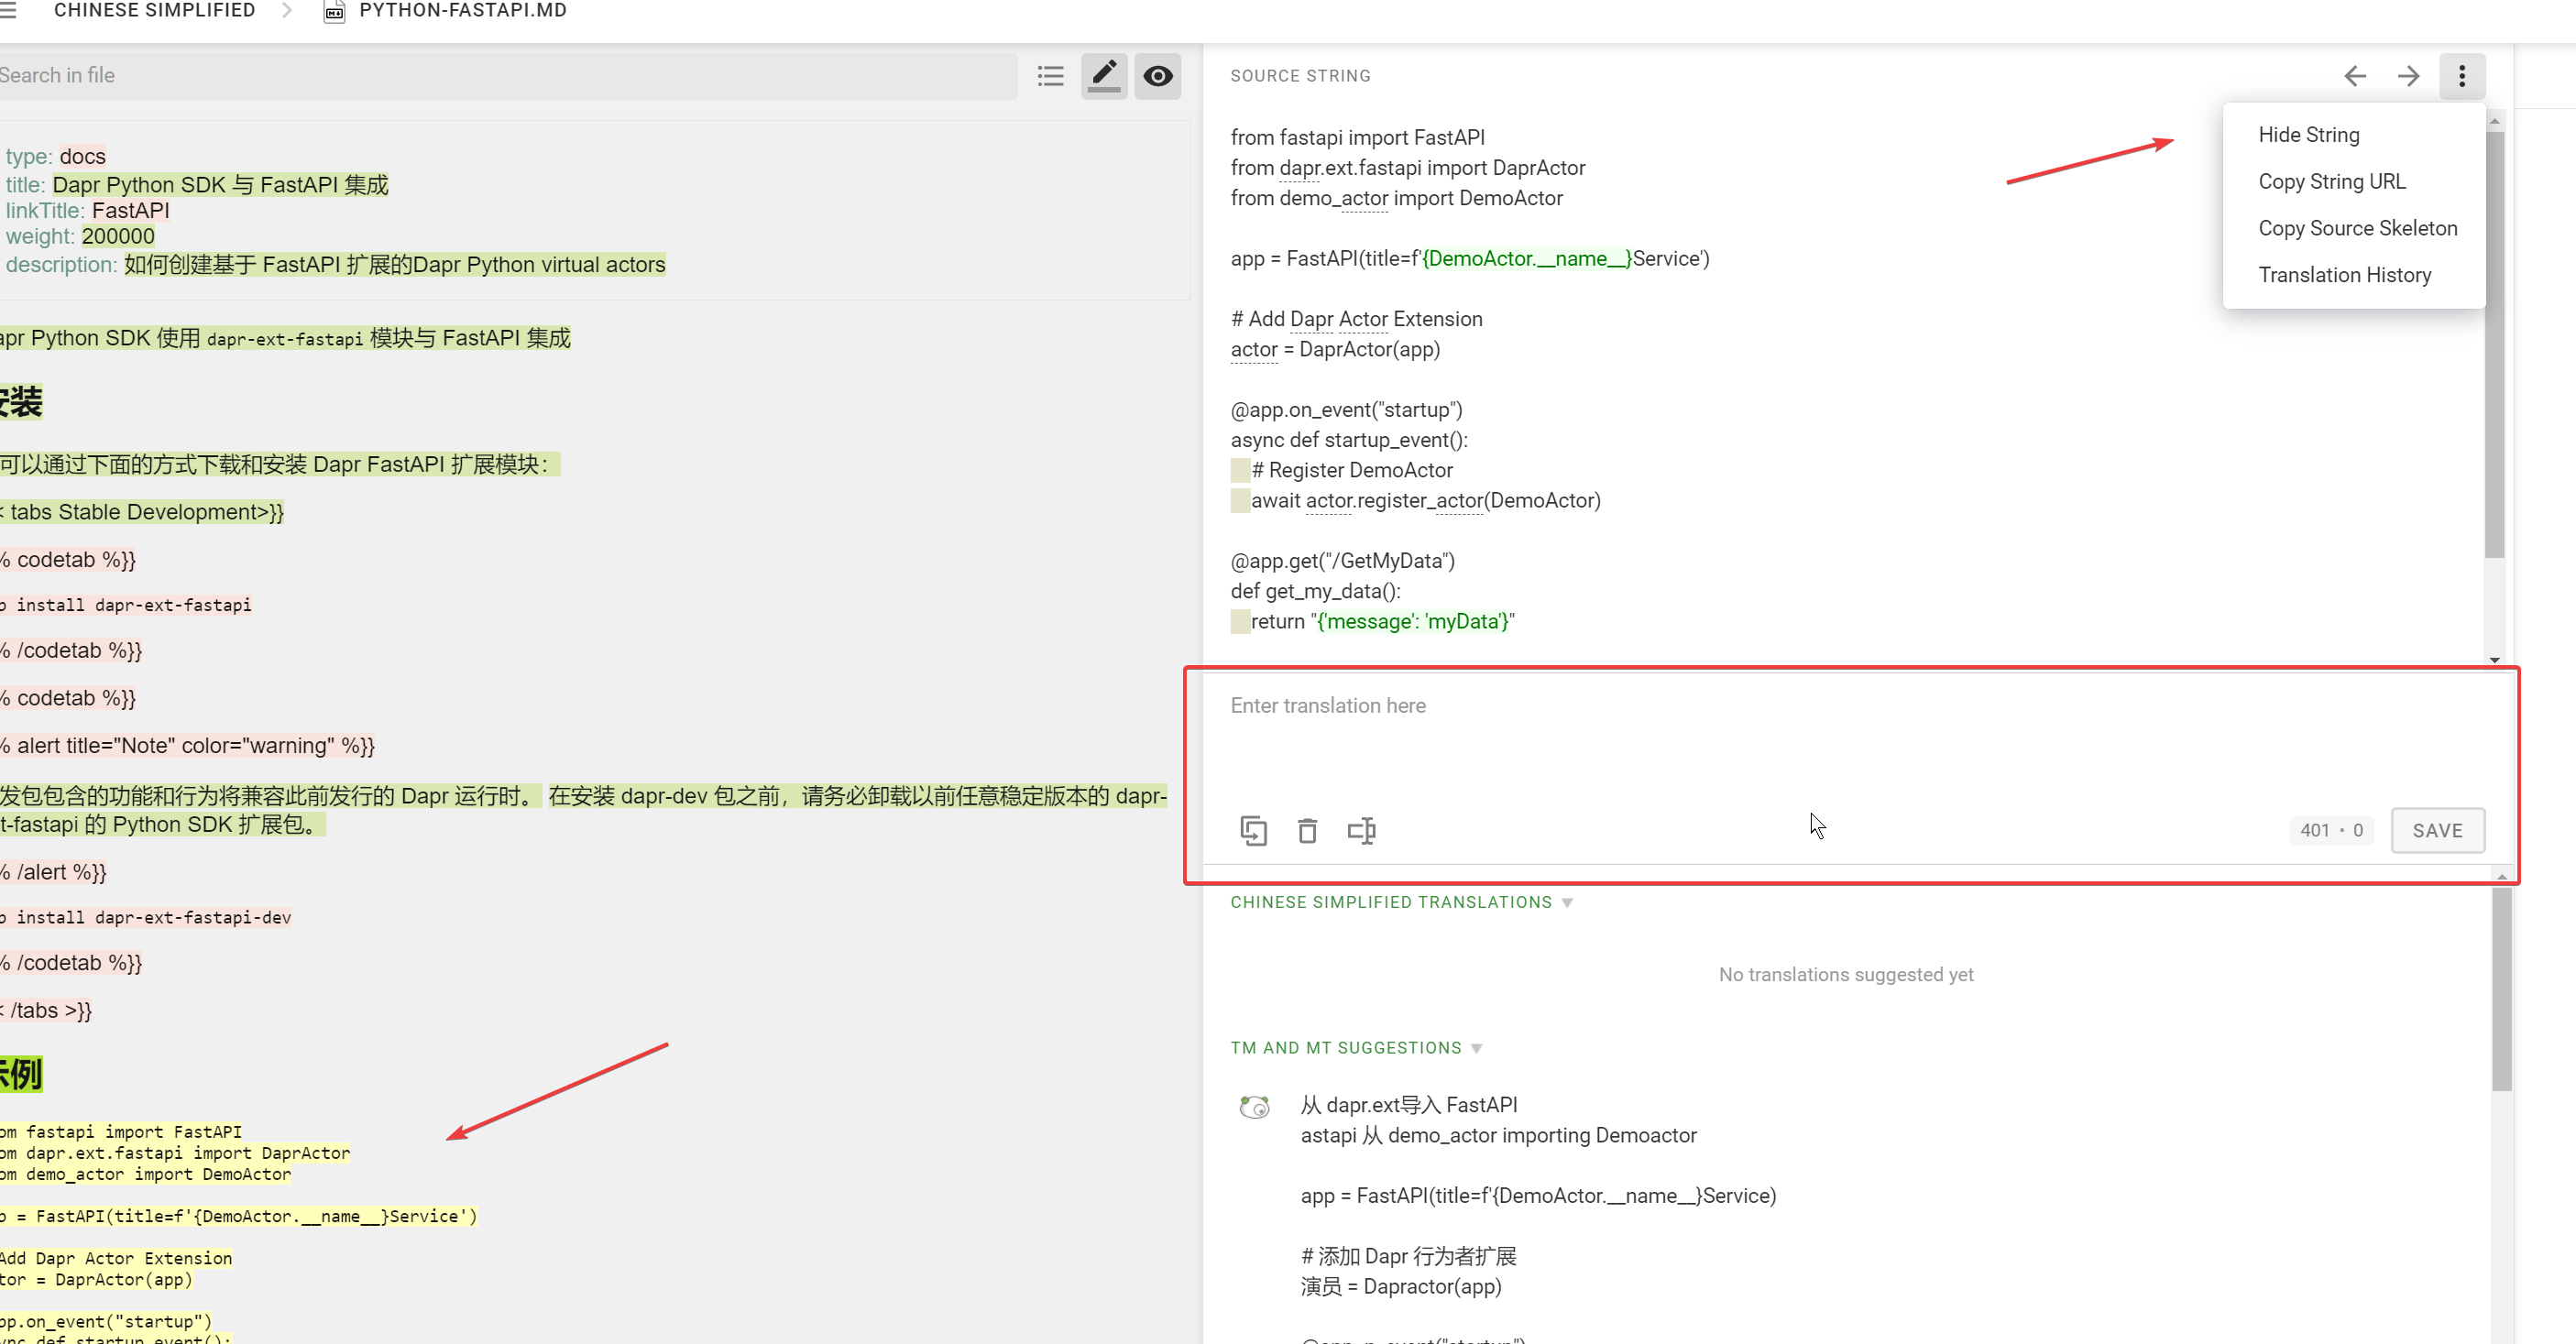 CHINESE SIMPLIFIED
PYTHON-FASTAPI.MD
Search in file
type: docs
title: Dapr Python SDK 与 FastAPI 集成
linkTitle: FastAPI
weight: 200000
description: 如何创建基于 FastAPI 扩展的Dapr Python virtual actors
apr Python SDK 使用 dapr-ext-fastapi 模块与 FastAPI 集成
安装
可以通过下面的方式下载和安装 Dapr FastAPI 扩展模块：
< tabs Stable Development>}}
% codetab %}}
p install dapr-ext-fastapi
% /codetab %}}
% codetab %}}
% alert title="Note" color="warning" %}}
发包包含的功能和行为将兼容此前发行的 Dapr 运行时。 在安装 dapr-dev 包之前，请务必卸载以前任意稳定版本的 dapr-
t-fastapi 的 Python SDK 扩展包。
% /alert %}}
p install dapr-ext-fastapi-dev
% /codetab %}}
< /tabs >}}
示例
om fastapi import FastAPI
om dapr.ext.fastapi import DaprActor
om demo_actor import DemoActor
p = FastAPI(title=f'{DemoActor.__name__}Service')
Add Dapr Actor Extension
tor = DaprActor(app)
pp.on_event("startup")
ync def startup_event():
SOURCE STRING
from fastapi import FastAPI
from dapr.ext.fastapi import DaprActor
from demo_actor import DemoActor
app = FastAPI(title=f'{DemoActor.__name__}Service')
# Add Dapr Actor Extension
actor = DaprActor(app)
@app.on_event("startup")
async def startup_event():
# Register DemoActor
await actor.register_actor(DemoActor)
@app.get("/GetMyData")
def get_my_data():
return "{'message': 'myData'}"
Hide String
Copy String URL
Copy Source Skeleton
Translation History
Enter translation here
401 • 0
SAVE
CHINESE SIMPLIFIED TRANSLATIONS
No translations suggested yet
TM AND MT SUGGESTIONS
从 dapr.ext导入 FastAPI
astapi 从 demo_actor importing Demoactor
app = FastAPI(title=f'{DemoActor.__name__}Service)
# 添加 Dapr 行为者扩展
演员 = Dapractor(app)